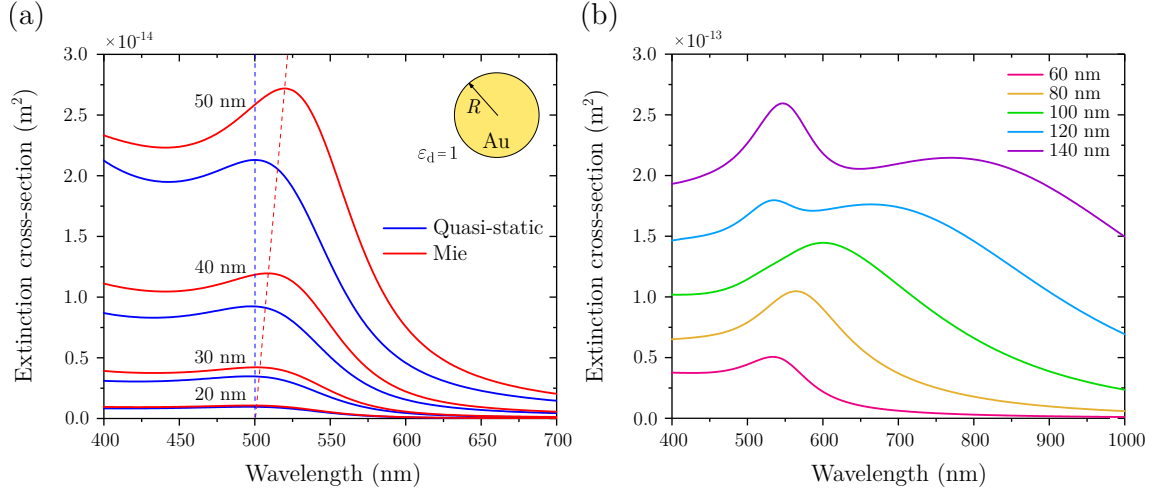 (a)
×10⁻¹⁴
3.0
2.5
2.0
1.5
1.0
0.5
0.0
400
450
500
550
600
650
700
Extinction cross-section (m²)
Wavelength (nm)
50 nm
40 nm
30 nm
20 nm
R
Au
ε_d=1
Quasi-static
Mie
(b)
×10⁻¹³
3.0
2.5
2.0
1.5
1.0
0.5
0.0
400
500
600
700
800
900
1000
Extinction cross-section (m²)
Wavelength (nm)
60 nm
80 nm
100 nm
120 nm
140 nm